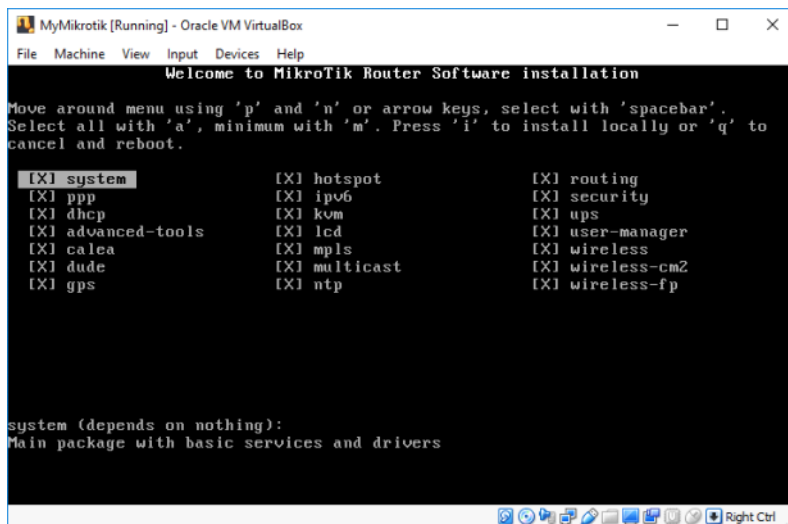 MyMikrotik [Running] - Oracle VM VirtualBox
File Machine View Input Devices Help
Welcome to MikroTik Router Software installation
Move around menu using 'p' and 'n' or arrow keys, select with 'spacebar'.
Select all with 'a', minimum with 'm'. Press 'i' to install locally or 'q' to
cancel and reboot.
[X] system [X] hotspot [X] routing
[X] ppp [X] ipv6 [X] security
[X] dhcp [X] kvm [X] ups
[X] advanced-tools [X] lcd [X] user-manager
[X] calea [X] mpls [X] wireless
[X] dude [X] multicast [X] wireless-cm2
[X] gps [X] ntp [X] wireless-fp
system (depends on nothing):
Main package with basic services and drivers
Right Ctrl